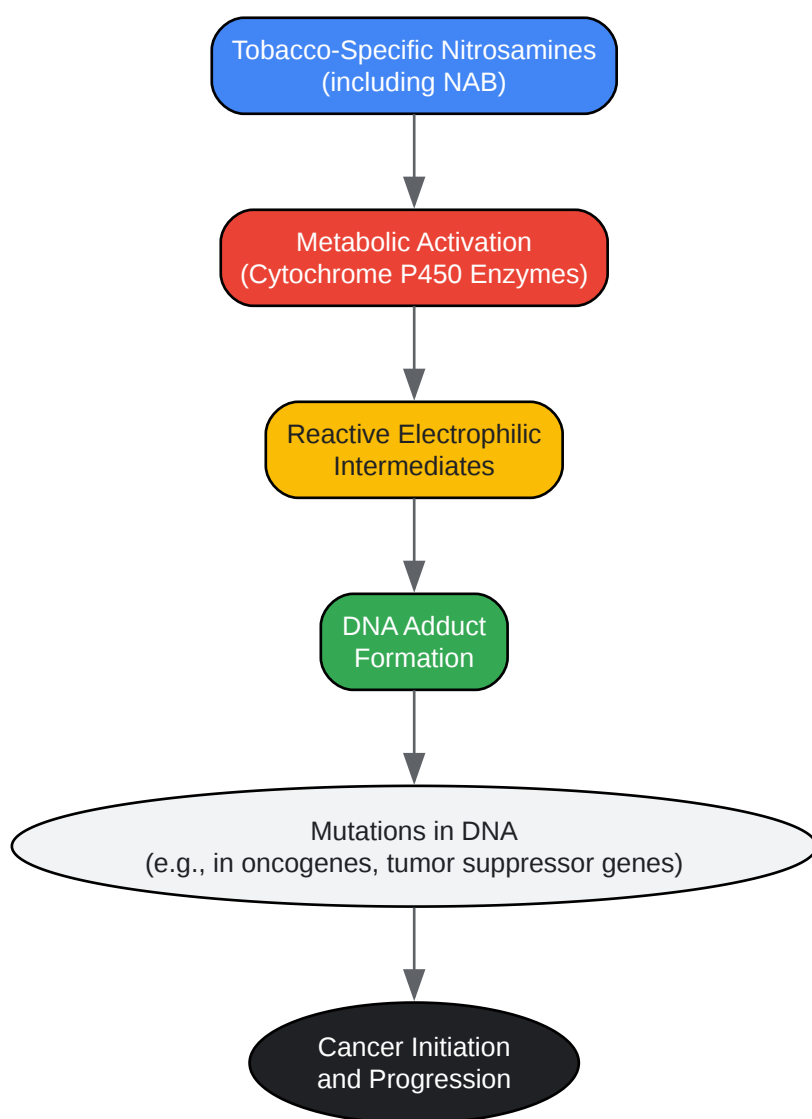 Tobacco-Specific Nitrosamines
(including NAB)
Metabolic Activation
(Cytochrome P450 Enzymes)
Reactive Electrophilic
Intermediates
DNA Adduct
Formation
Mutations in DNA
(e.g., in oncogenes, tumor suppressor genes)
Cancer Initiation
and Progression